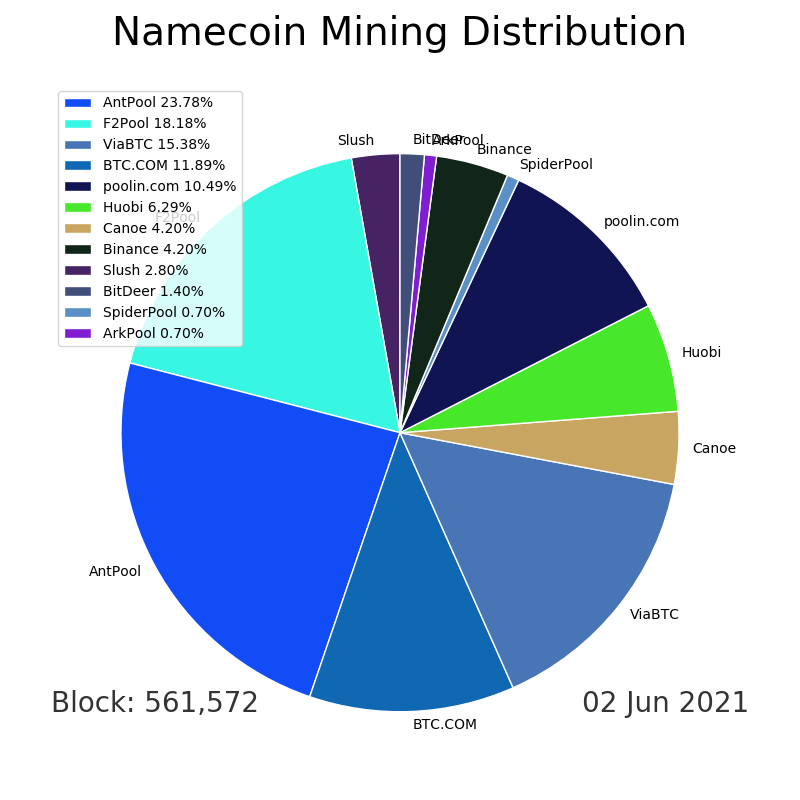 Namecoin Mining Distribution
AntPool 23.78%
F2Pool 18.18%
ViaBTC 15.38%
BTC.COM 11.89%
poolin.com 10.49%
Huobi 6.29%
Canoe 4.20%
Binance 4.20%
Slush 2.80%
BitDeer 1.40%
SpiderPool 0.70%
ArkPool 0.70%
Slush
BitDeer
ArkPool
Binance
SpiderPool
poolin.com
F2Pool
Huobi
Canoe
AntPool
ViaBTC
BTC.COM
Block: 561,572
02 Jun 2021